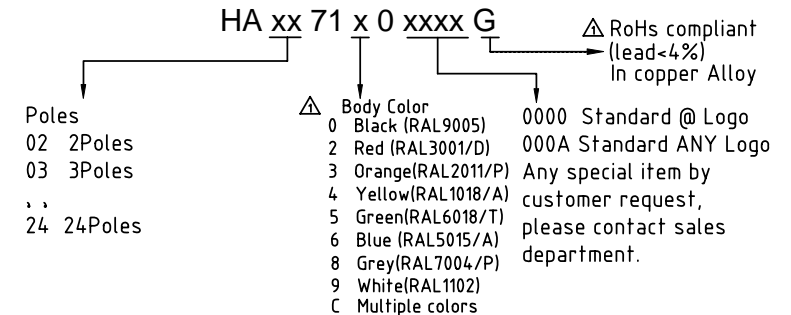 HA xx 71 x 0 xxxx G
1 RoHs compliant
(lead<4%)
In copper Alloy
Poles
02 2Poles
03 3Poles
, ,
24 24Poles
1 Body Color
0 Black (RAL9005)
2 Red (RAL3001/D)
3 Orange(RAL2011/P)
4 Yellow(RAL1018/A)
5 Green(RAL6018/T)
6 Blue (RAL5015/A)
8 Grey(RAL7004/P)
9 White(RAL1102)
C Multiple colors
0000 Standard @ Logo
000A Standard ANY Logo
Any special item by
customer request,
please contact sales
department.